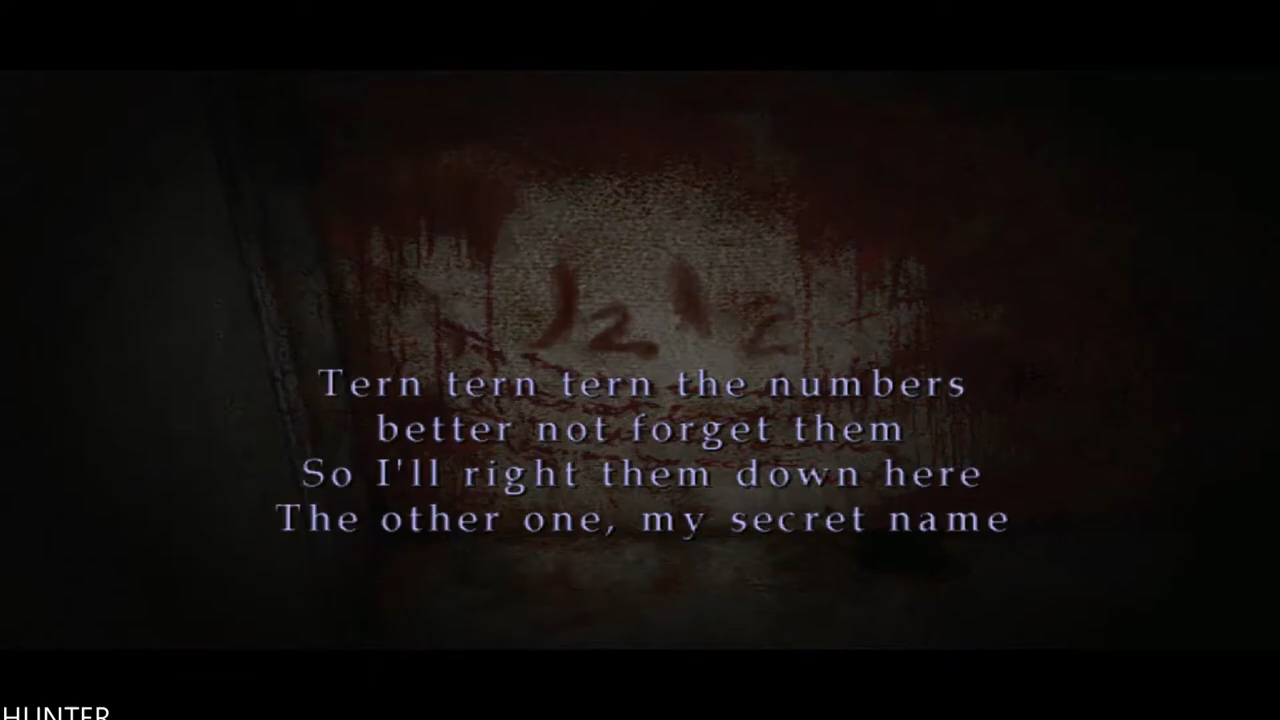 1212
Tern tern tern the numbers
better not forget them
So I'll right them down here
The other one, my secret name
HUNTER